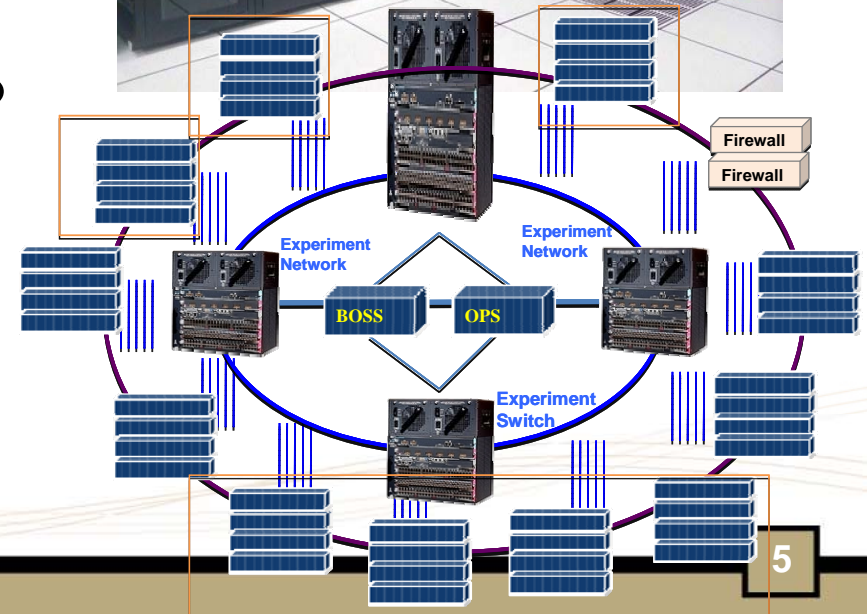 Firewall
Firewall
Experiment
Network
Experiment
Network
BOSS
OPS
Experiment
Switch
5